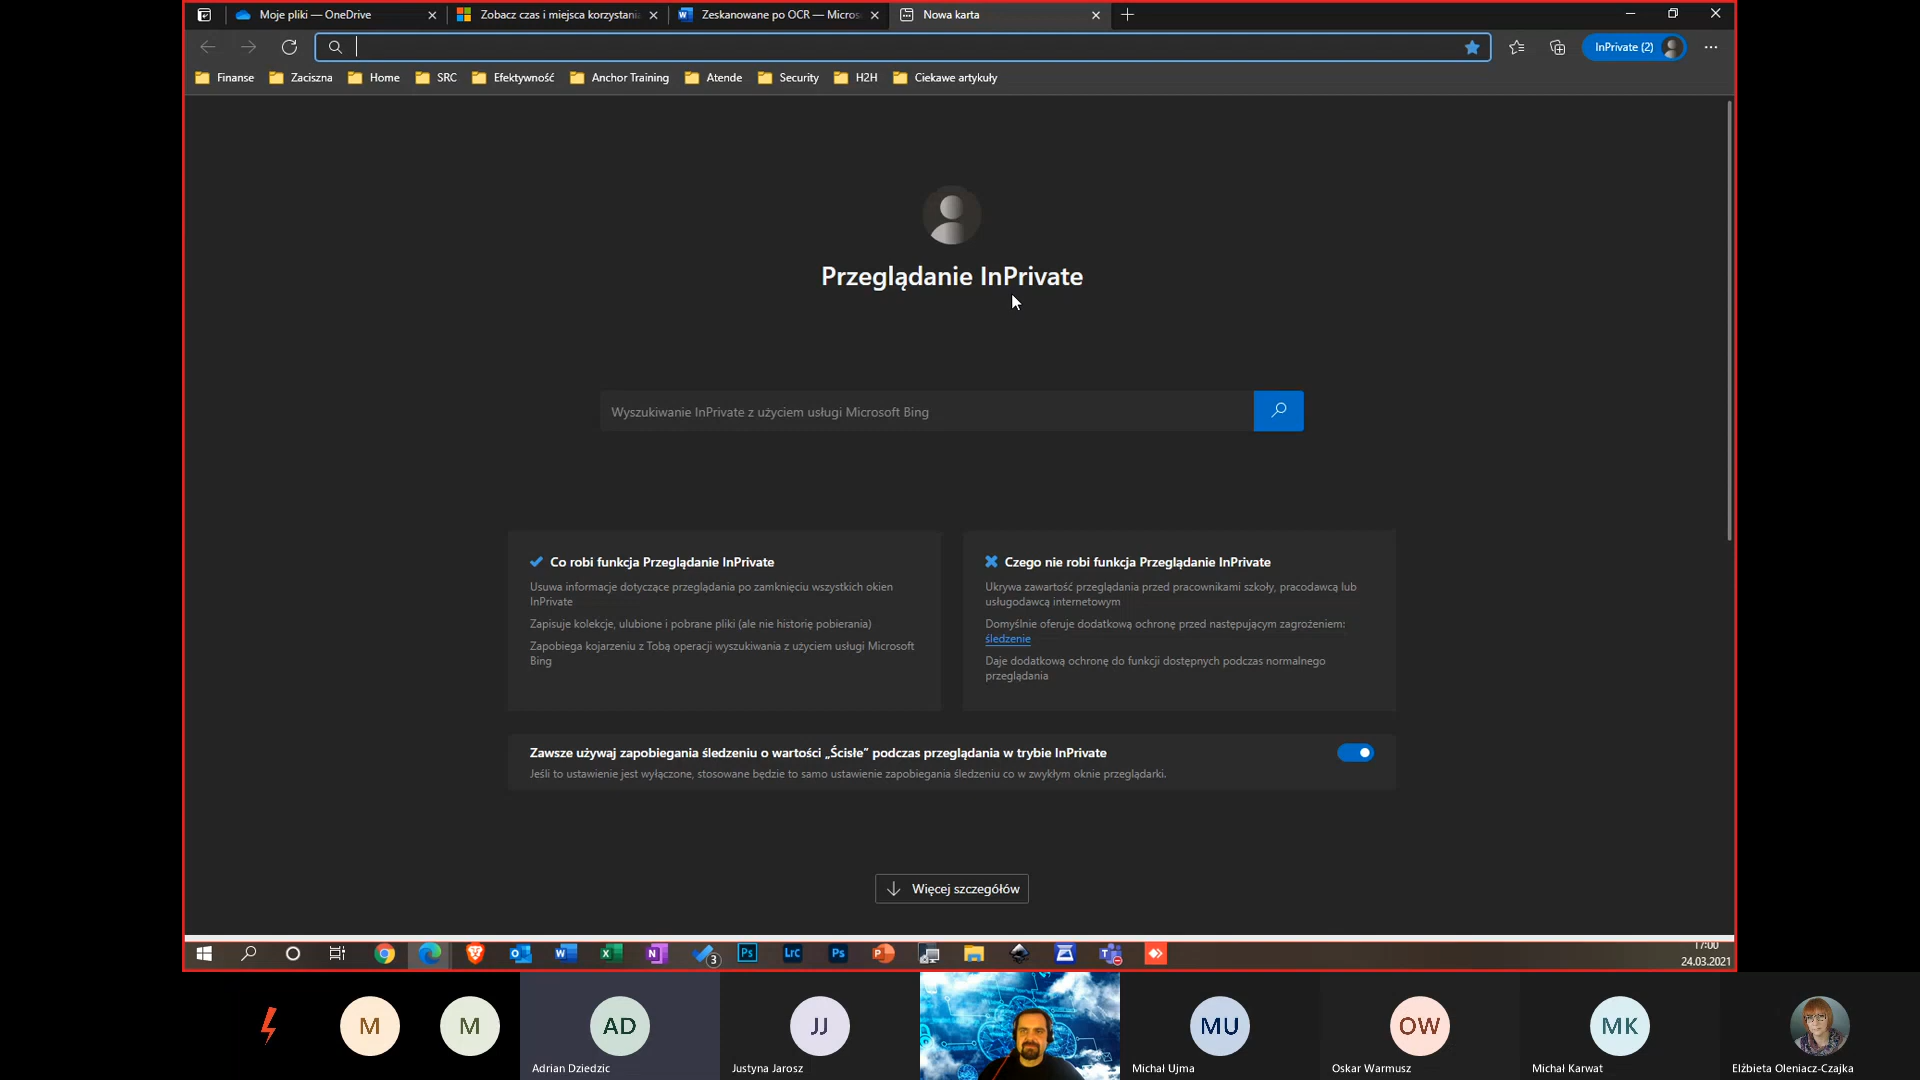 Moje pliki — OneDrive
Zobacz czas i miejsca korzystania
Zeskanowane po OCR — Micros
Nowa karta
InPrivate (2)
Finanse
Zaciszna
Home
SRC
Efektywność
Anchor Training
Atende
Security
H2H
Ciekawe artykuły
Przeglądanie InPrivate
Wyszukiwanie InPrivate z użyciem usługi Microsoft Bing
Co robi funkcja Przeglądanie InPrivate
Usuwa informacje dotyczące przeglądania po zamknięciu wszystkich okien
InPrivate
Zapisuje kolekcje, ulubione i pobrane pliki (ale nie historię pobierania)
Zapobiega kojarzeniu z Tobą operacji wyszukiwania z użyciem usługi Microsoft
Bing
Czego nie robi funkcja Przeglądanie InPrivate
Ukrywa zawartość przeglądania przed pracownikami szkoły, pracodawcą lub
usługodawcą internetowym
Domyślnie oferuje dodatkową ochronę przed następującym zagrożeniem:
śledzenie
Daje dodatkową ochronę do funkcji dostępnych podczas normalnego
przeglądania
Zawsze używaj zapobiegania śledzeniu o wartości „Ścisłe” podczas przeglądania w trybie InPrivate
Jeśli to ustawienie jest wyłączone, stosowane będzie to samo ustawienie zapobiegania śledzeniu co w zwykłym oknie przeglądarki.
Więcej szczegółów
3
Ps
LrC
Ps
17:00
24.03.2021
M
M
AD
JJ
MU
OW
MK
Adrian Dziedzic
Justyna Jarosz
Michał Ujma
Oskar Warmusz
Michał Karwat
Elżbieta Oleniacz-Czajka